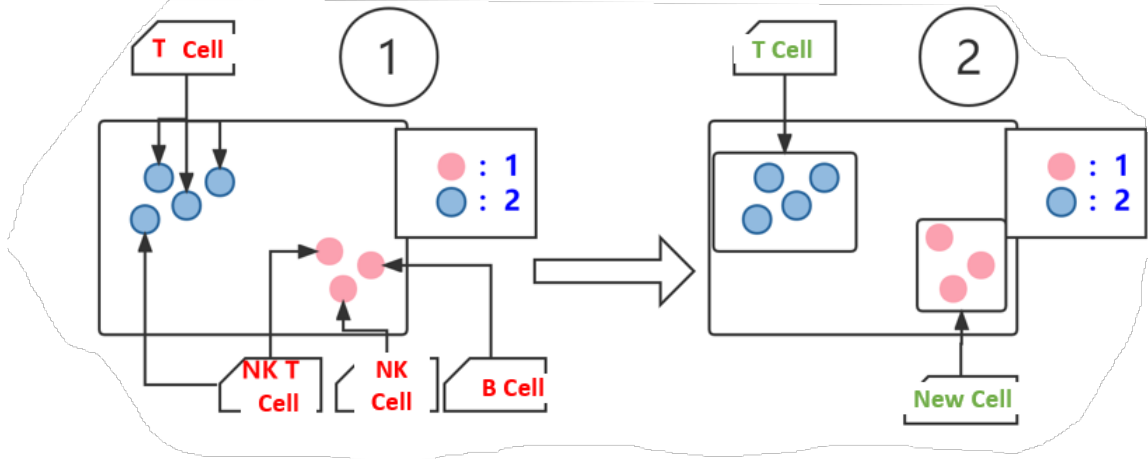 T Cell
1
: 1
: 2
NK T
Cell
NK
Cell
B Cell
T Cell
2
: 1
: 2
New Cell